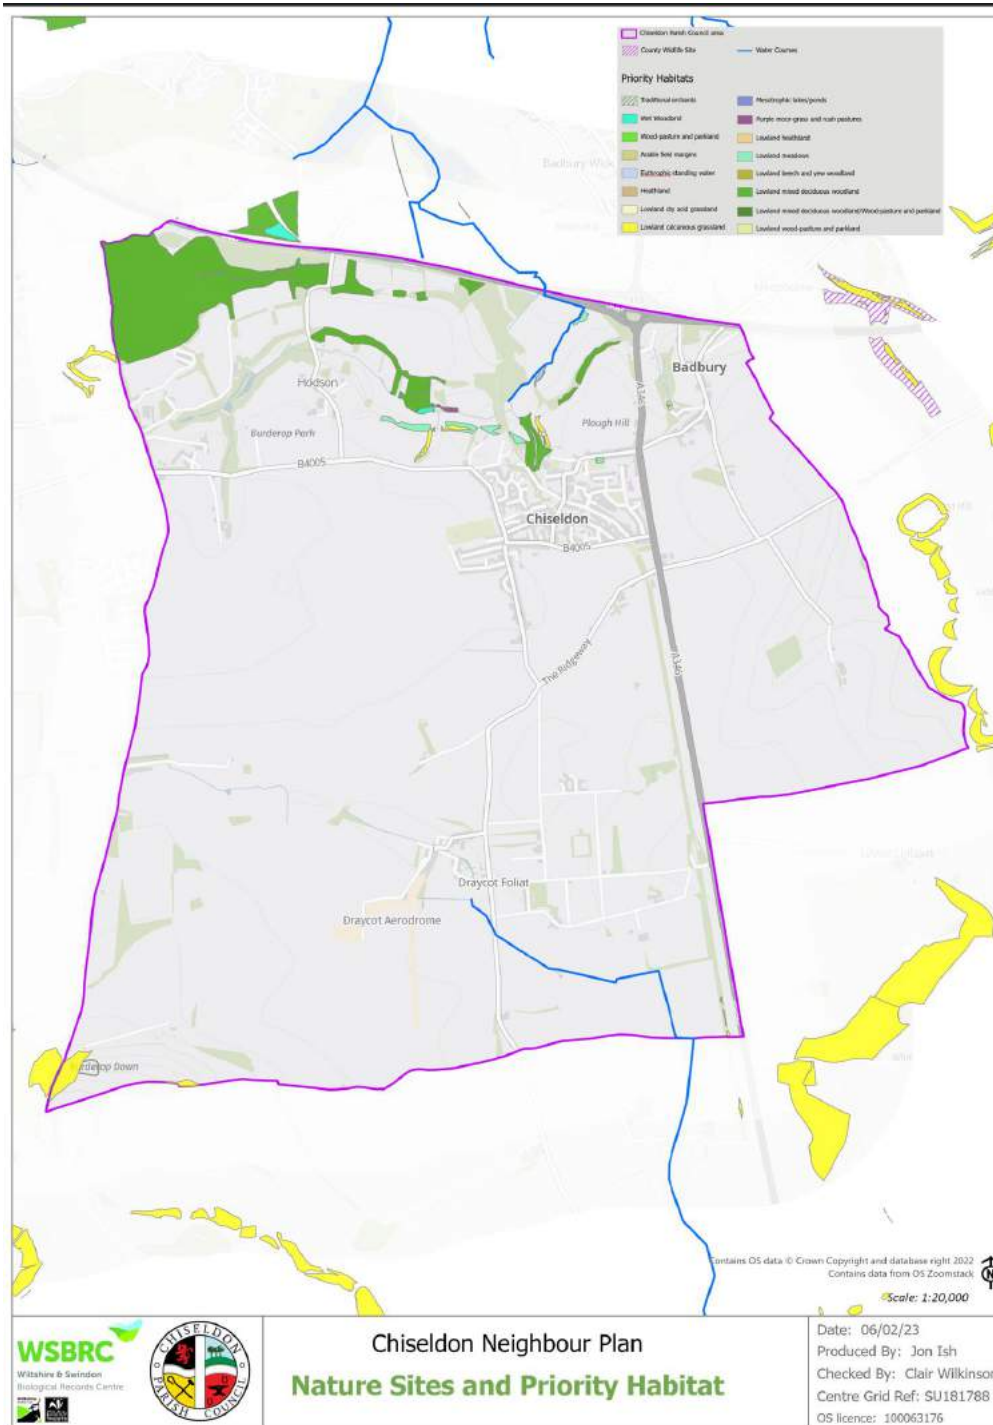 Chiseldon Parish Council area
County Wildlife Site
Water Courses
Priority Habitats
Traditional orchards
Mesotrophic lakes/ponds
Wet Woodland
Purple moor-grass and rush pastures
Wood-pasture and parkland
Lowland heathland
Arable field margins
Lowland meadows
Eutrophic standing water
Lowland beech and yew woodland
Heathland
Lowland mixed deciduous woodland
Lowland dry acid grassland
Lowland mixed deciduous woodland/Wood-pasture and parkland
Lowland calcareous grassland
Lowland wood-pasture and parkland
Badbury Wick
Badbury
A346
Hodson
Burderop Park
Plough Hill
B4005
Chiseldon
B4005
The Ridgeway
A346
Draycot Foliat
Draycot Aerodrome
Burderop Down
Contains OS data © Crown Copyright and database right 2022
Contains data from OS Zoomstack
N
Scale: 1:20,000
WSBRC
Wiltshire & Swindon
Biological Records Centre
CHISELDON
PARISH COUNCIL
Chiseldon Neighbour Plan
Nature Sites and Priority Habitat
Date: 06/02/23
Produced By: Jon Ish
Checked By: Clair Wilkinson
Centre Grid Ref: SU181788
OS licence: 100063176